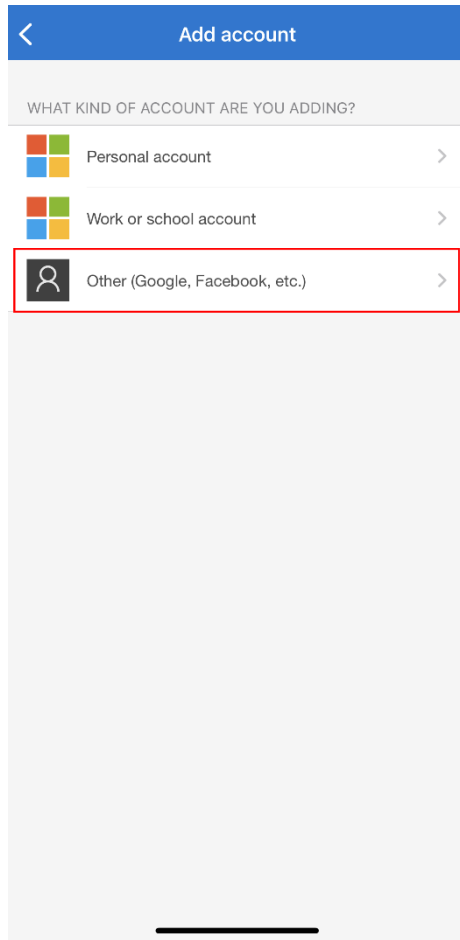 Add account
WHAT KIND OF ACCOUNT ARE YOU ADDING?
Personal account
Work or school account
Other (Google, Facebook, etc.)